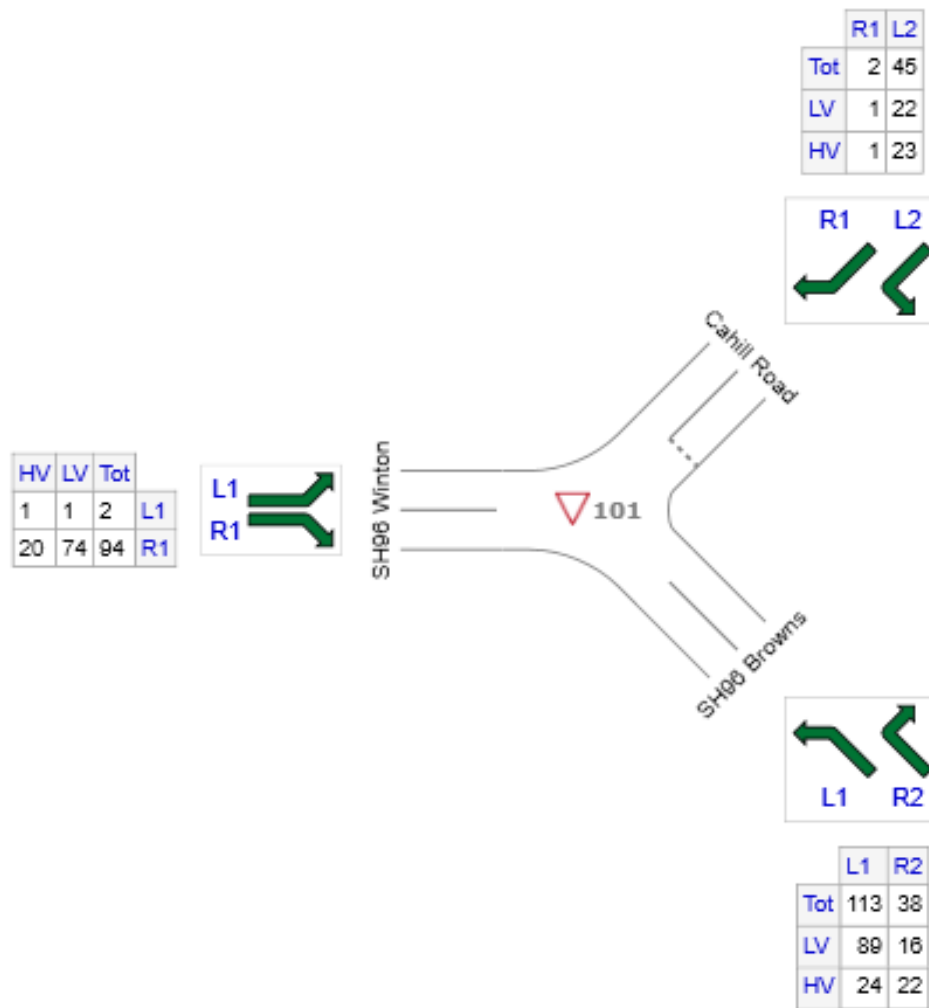 R1 L2
Tot 2 45
LV 1 22
HV 1 23
R1 L2
Cahill Road
HV LV Tot
1 1 2 L1
20 74 94 R1
L1
R1
SH96 Winton
101
SH96 Browns
L1 R2
L1 R2
Tot 113 38
LV 89 16
HV 24 22